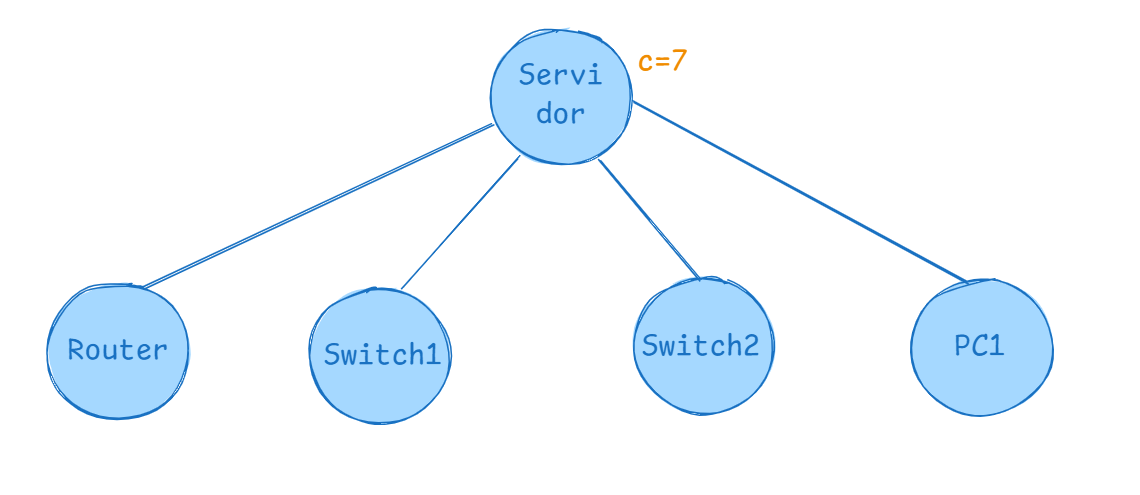 Servi
dor
c=7
Router
Switch1
Switch2
PC1